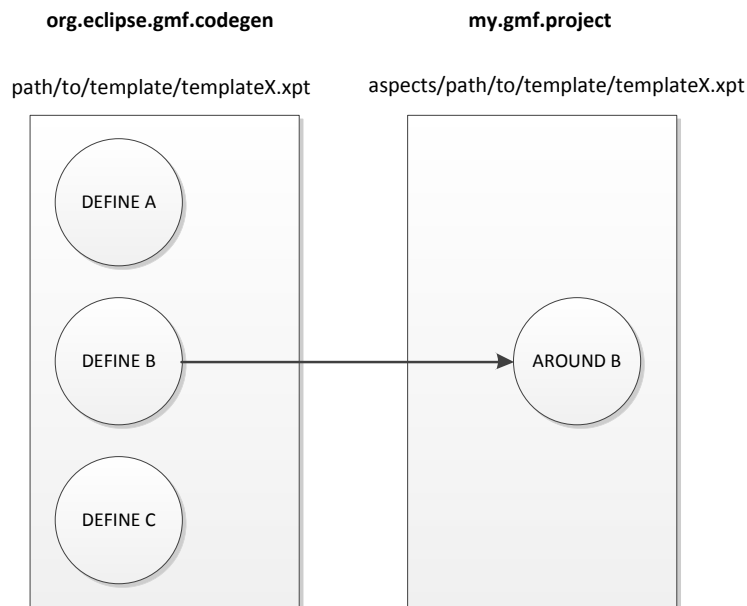 org.eclipse.gmf.codegen
my.gmf.project
path/to/template/templateX.xpt
aspects/path/to/template/templateX.xpt
DEFINE A
DEFINE B
AROUND B
DEFINE C